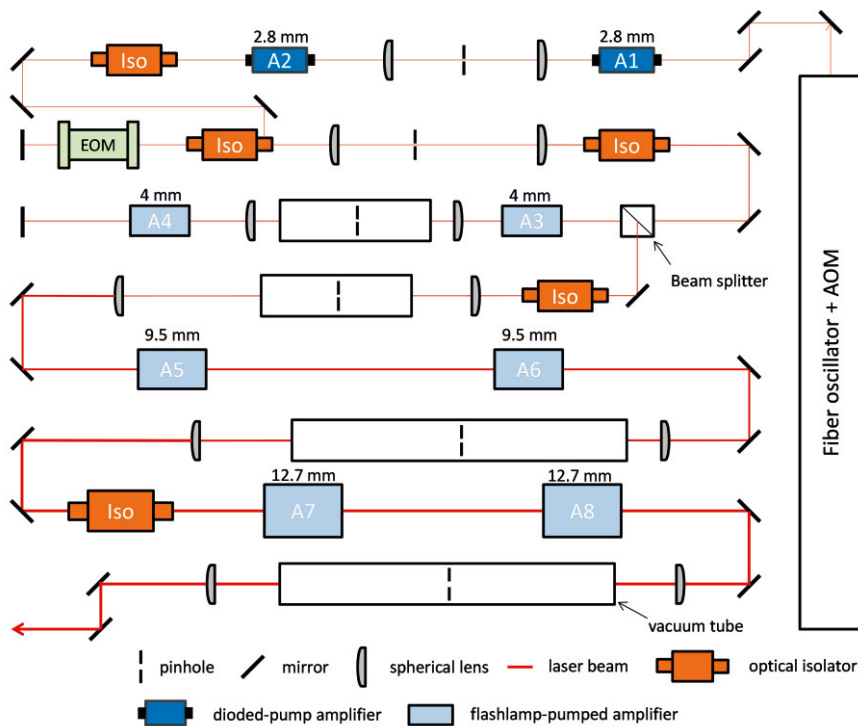 2.8 mm
2.8 mm
Iso
A2
A1
EOM
Iso
Iso
4 mm
4 mm
A4
A3
Beam splitter
Iso
9.5 mm
9.5 mm
A5
A6
12.7 mm
12.7 mm
Iso
A7
A8
vacuum tube
Fiber oscillator + AOM
pinhole
mirror
spherical lens
laser beam
optical isolator
dioded-pump amplifier
flashlamp-pumped amplifier